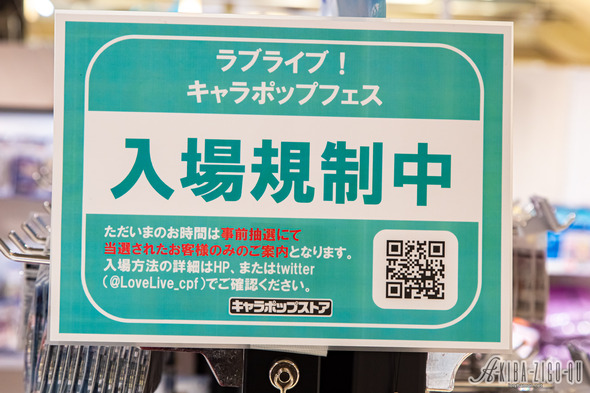 ラブライブ！
キャラポップフェス
入場規制中
ただいまのお時間は事前抽選にて
当選されたお客様のみのご案内となります。
入場方法の詳細はHP、またはtwitter
（@LoveLive_cpf）でご確認ください。
キャラポップストア
AKIBA-ZIGO-QU